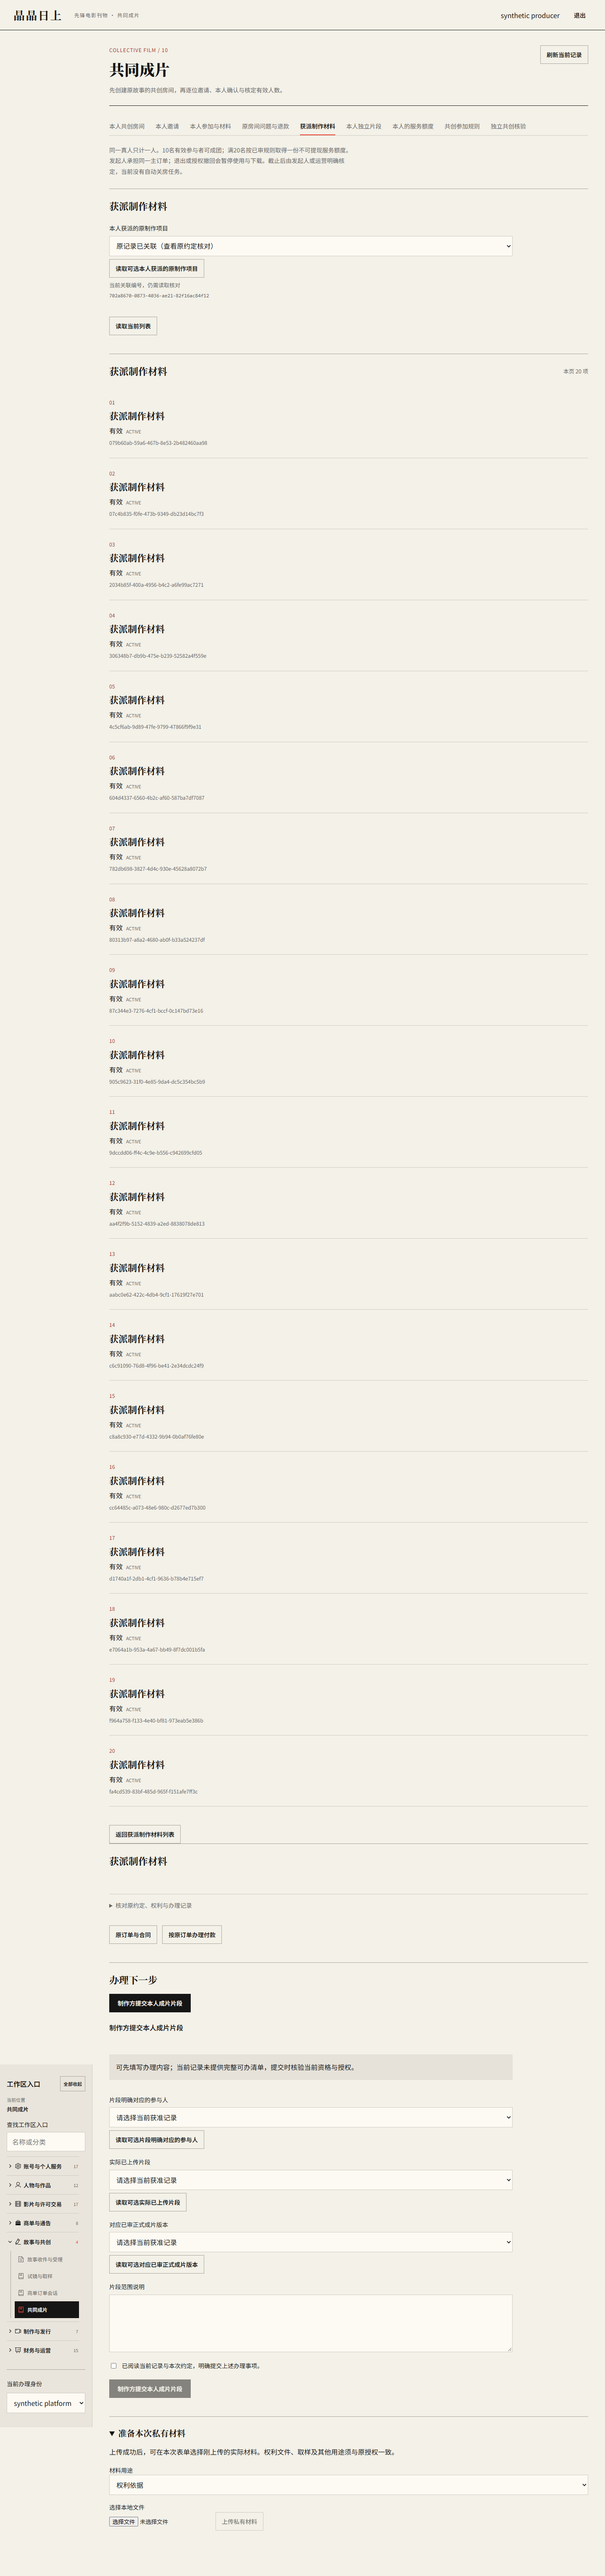 晶晶日上
先锋电影刊物 · 共同成片
synthetic producer
退出
COLLECTIVE FILM / 10
共同成片
刷新当前记录
先创建原故事的共创房间，再逐位邀请、本人确认与核定有效人数。
本人共创房间
本人邀请
本人参加与材料
原房间问题与退款
获派制作材料
本人独立片段
本人的服务额度
共创参加规则
独立共创核验
同一真人只计一人。10名有效参与者可成团；满20名按已审规则取得一份不可提现服务额度。
发起人承担同一主订单；退出或授权撤回会暂停使用与下载。截止后由发起人或运营明确核
定，当前没有自动关房任务。
获派制作材料
本人获派的原制作项目
原记录已关联（查看原约定核对）
读取可选本人获派的原制作项目
当前关联编号，仍需读取核对
读取当前列表
获派制作材料
本页 20 项
01
获派制作材料
有效 ACTIVE
02
获派制作材料
有效 ACTIVE
03
获派制作材料
有效 ACTIVE
04
获派制作材料
有效 ACTIVE
05
获派制作材料
有效 ACTIVE
06
获派制作材料
有效 ACTIVE
07
获派制作材料
有效 ACTIVE
08
获派制作材料
有效 ACTIVE
09
获派制作材料
有效 ACTIVE
10
获派制作材料
有效 ACTIVE
11
获派制作材料
有效 ACTIVE
12
获派制作材料
有效 ACTIVE
13
获派制作材料
有效 ACTIVE
14
获派制作材料
有效 ACTIVE
15
获派制作材料
有效 ACTIVE
16
获派制作材料
有效 ACTIVE
17
获派制作材料
有效 ACTIVE
18
获派制作材料
有效 ACTIVE
19
获派制作材料
有效 ACTIVE
20
获派制作材料
有效 ACTIVE
返回获派制作材料列表
获派制作材料
核对原约定、权利与办理记录
原订单与合同
按原订单办理付款
办理下一步
制作方提交本人成片片段
制作方提交本人成片片段
可先填写办理内容；当前记录未提供完整可办清单，提交时核验当前资格与授权。
片段明确对应的参与人
请选择当前获准记录
读取可选片段明确对应的参与人
实际已上传片段
请选择当前获准记录
读取可选实际已上传片段
对应已审正式成片版本
请选择当前获准记录
读取可选对应已审正式成片版本
片段范围说明
已阅读当前记录与本次约定，明确提交上述办理事项。
制作方提交本人成片片段
准备本次私有材料
上传成功后，可在本次表单选择刚上传的实际材料。权利文件、取样及其他用途须与原授权一致。
材料用途
权利依据
选择本地文件
选择文件 未选择文件
上传私有材料
工作区入口
全部收起
当前位置
共同成片
查找工作区入口
名称或分类
账号与个人服务 17
人物与作品 12
影片与许可交易 17
商单与通告
故事与共创 4
故事收件与受理
试镜与取样
同单订单会话
共同成片
制作与发行 7
财务与运营
当前办理身份
synthetic platform